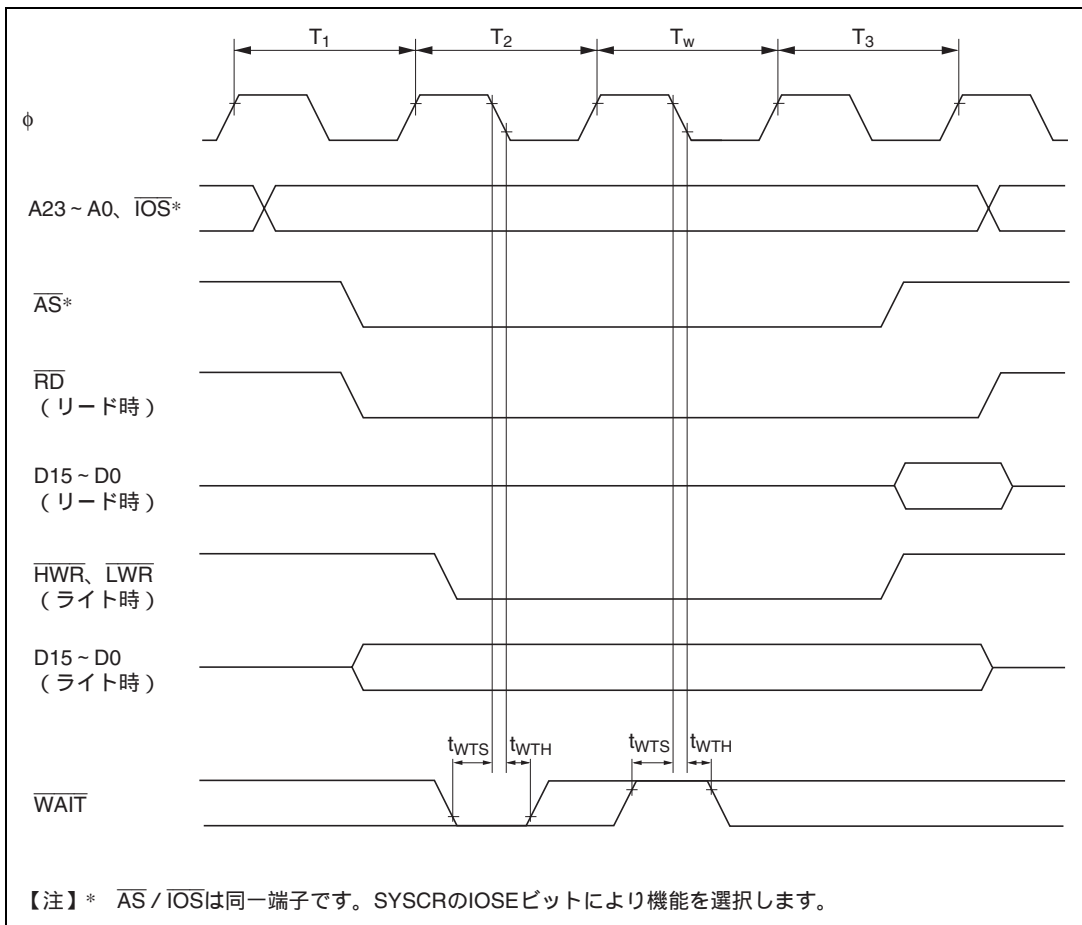 T1 T2 Tw T3
φ
A23～A0、IOS*
AS*
RD
（リード時）
D15～D0
（リード時）
HWR、LWR
（ライト時）
D15～D0
（ライト時）
tWTS tWTH tWTS tWTH
WAIT
【注】* AS / IOSは同一端子です。SYSCRのIOSEビットにより機能を選択します。